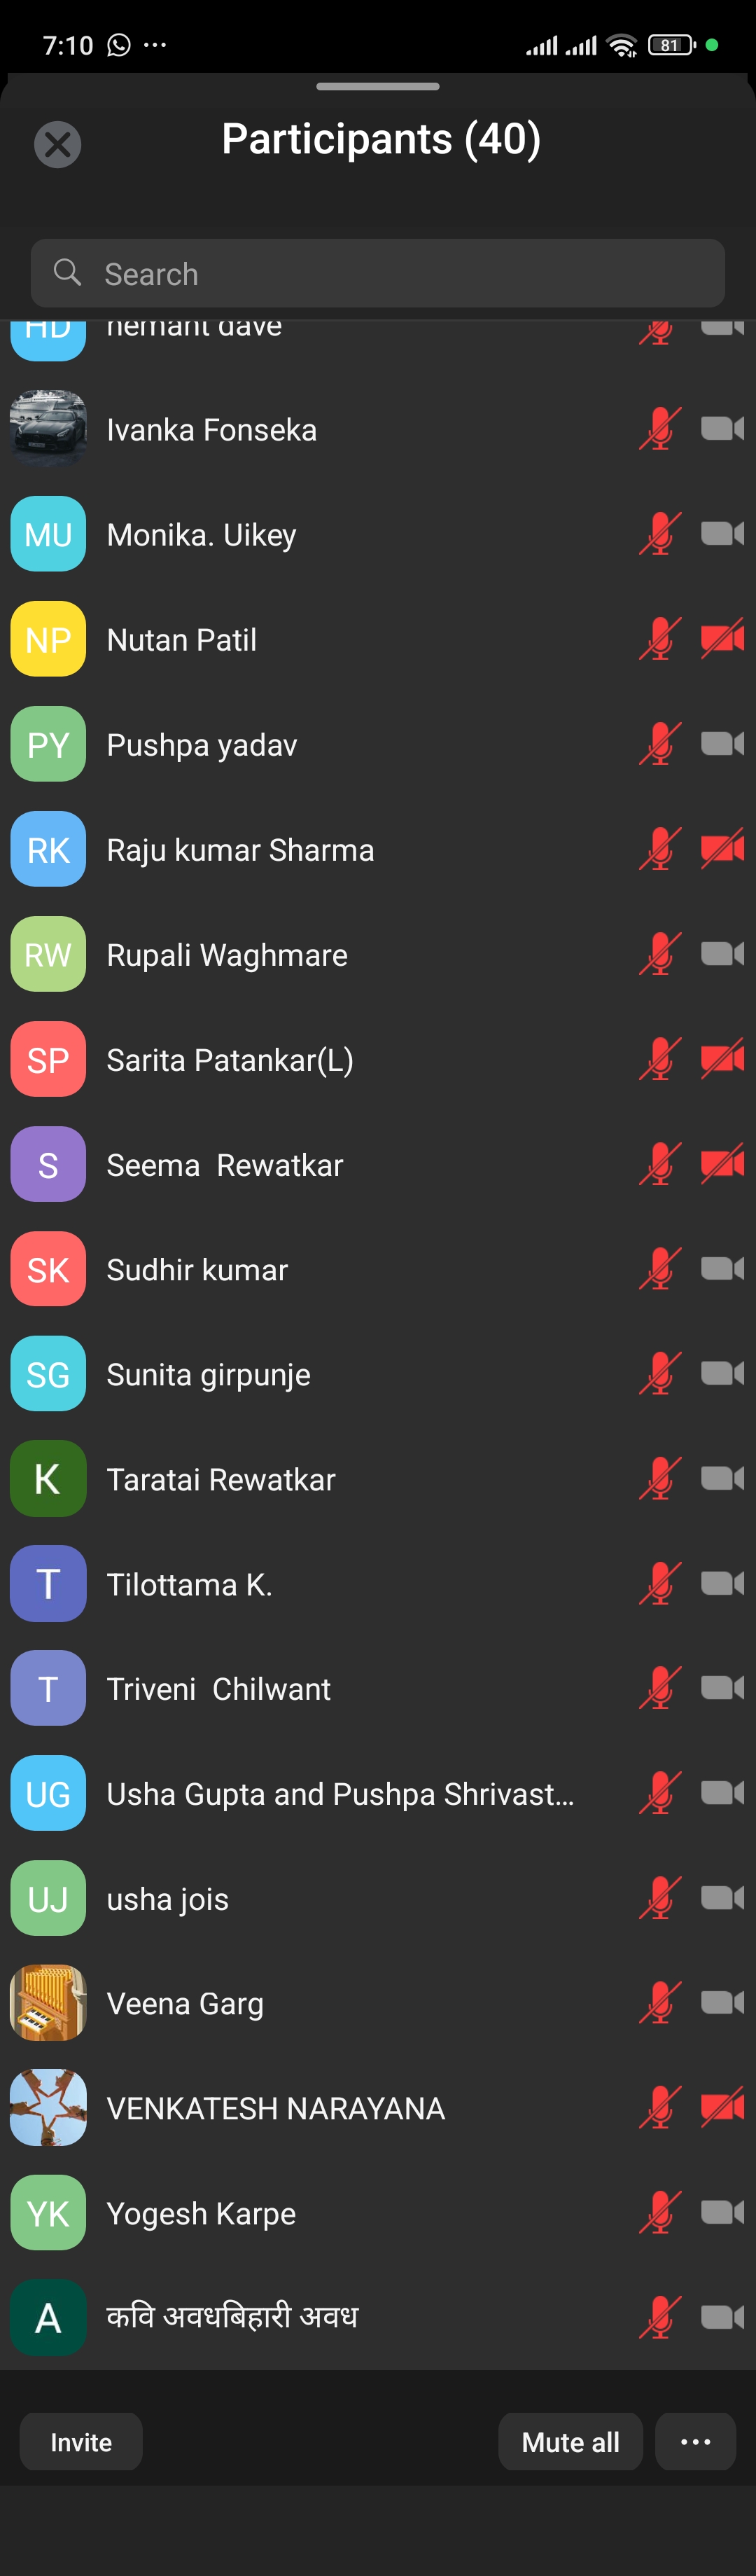 7:10
81
Participants (40)
Search
HD hemant dave
Ivanka Fonseka
MU Monika. Uikey
NP Nutan Patil
PY Pushpa yadav
RK Raju kumar Sharma
RW Rupali Waghmare
SP Sarita Patankar(L)
S Seema  Rewatkar
SK Sudhir kumar
SG Sunita girpunje
K Taratai Rewatkar
T Tilottama K.
T Triveni  Chilwant
UG Usha Gupta and Pushpa Shrivast...
UJ usha jois
Veena Garg
VENKATESH NARAYANA
YK Yogesh Karpe
A कवि अवधबिहारी अवध
Invite Mute all